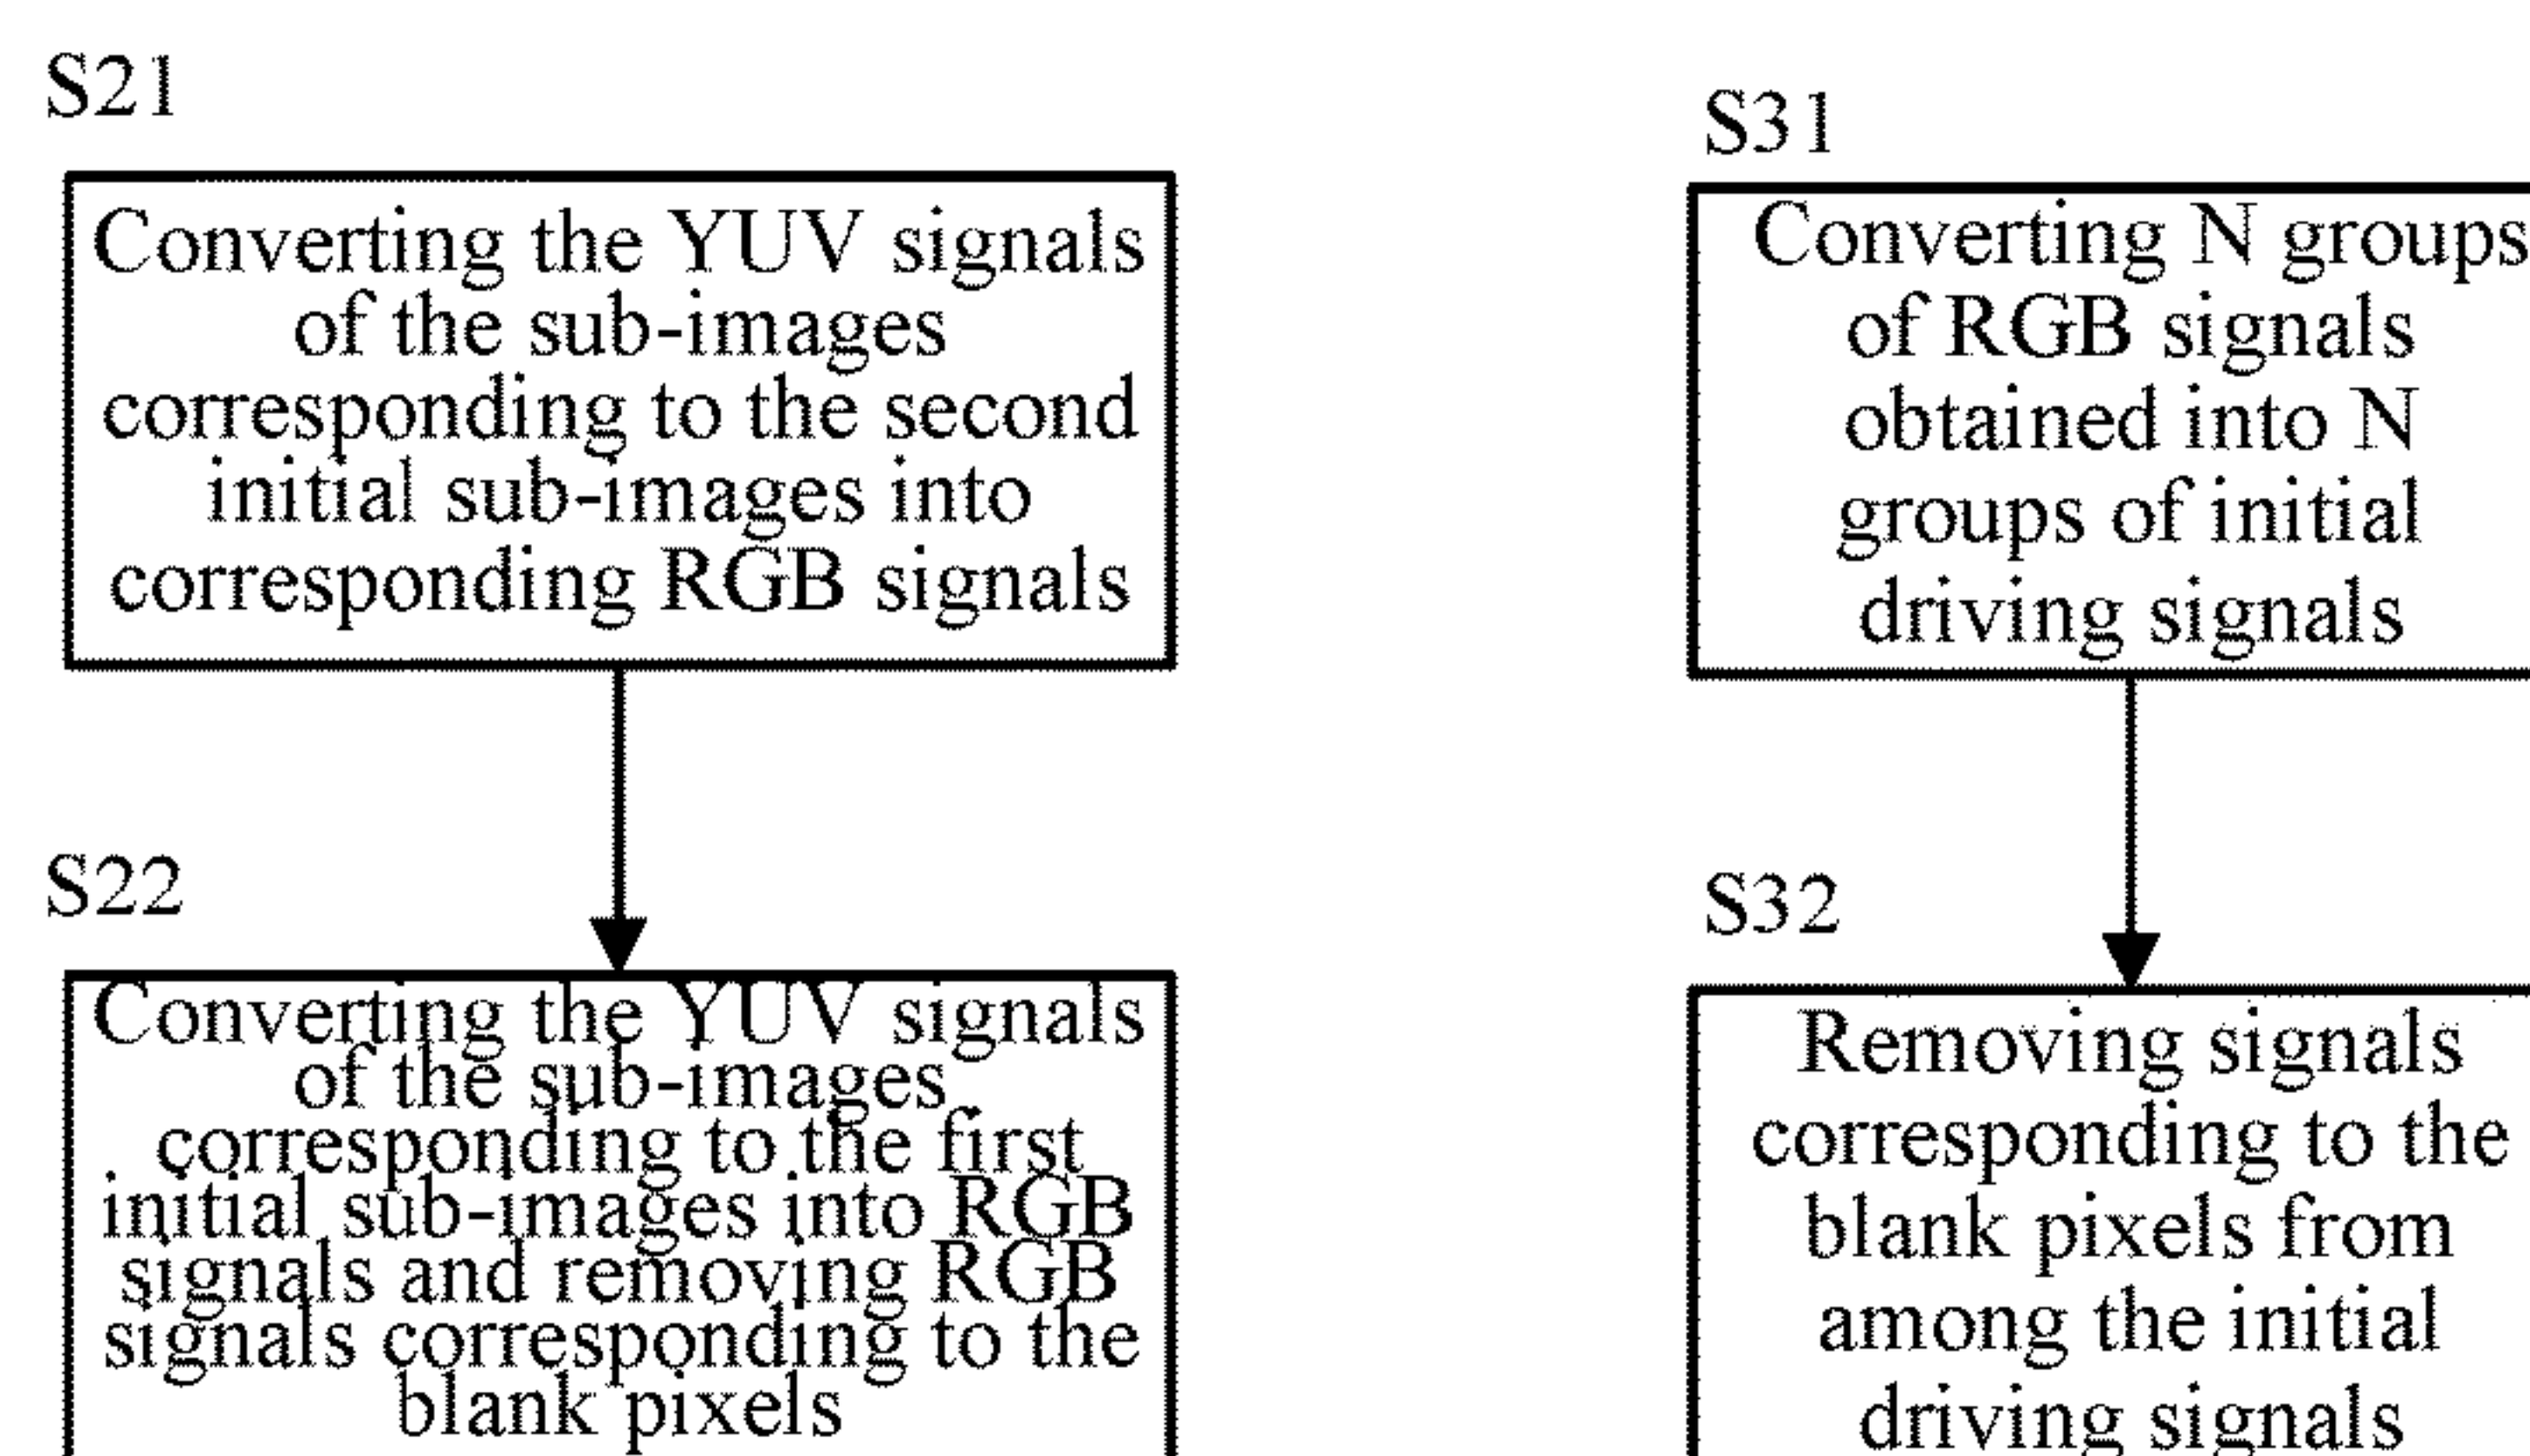 S21
Converting the YUV signals
of the sub-images
corresponding to the second
initial sub-images into
corresponding RGB signals
S22
Converting the YUV signals
of the sub-images
corresponding to the first
initial sub-images into RGB
signals and removing RGB
signals corresponding to the
blank pixels
S31
Converting N groups
of RGB signals
obtained into N
groups of initial
driving signals
S32
Removing signals
corresponding to the
blank pixels from
among the initial
driving signals